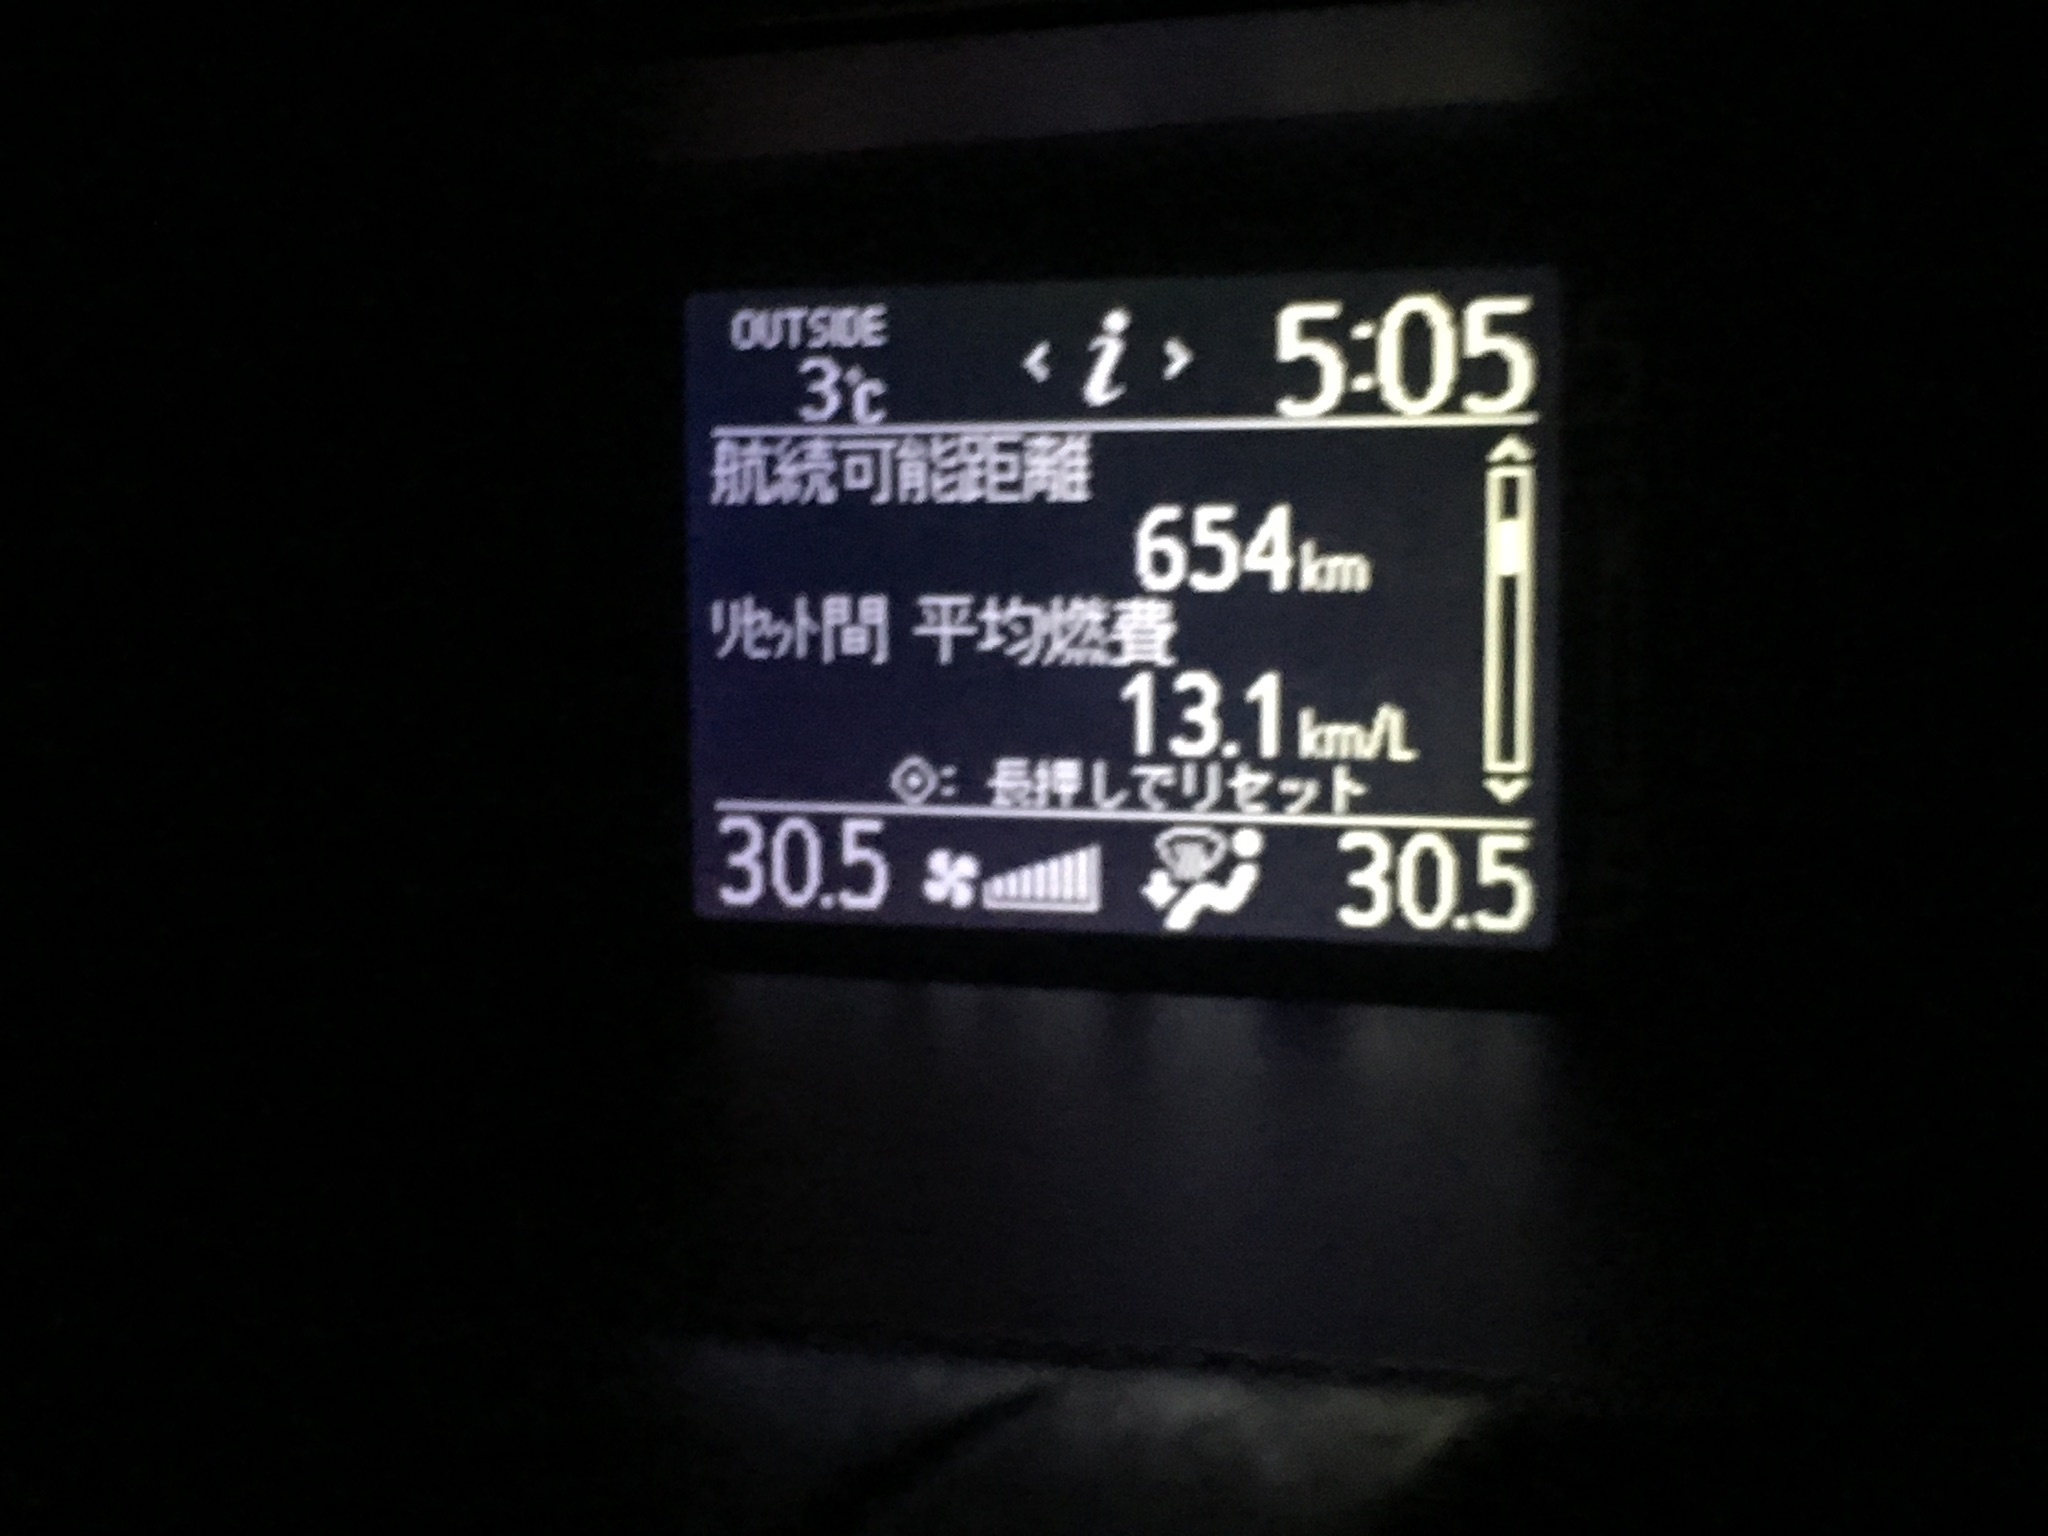 OUTSIDE
3℃
< i >
5:05
航続可能距離
654km
リセット間 平均燃費
13.1km/L
: 長押しでリセット
30.5
30.5